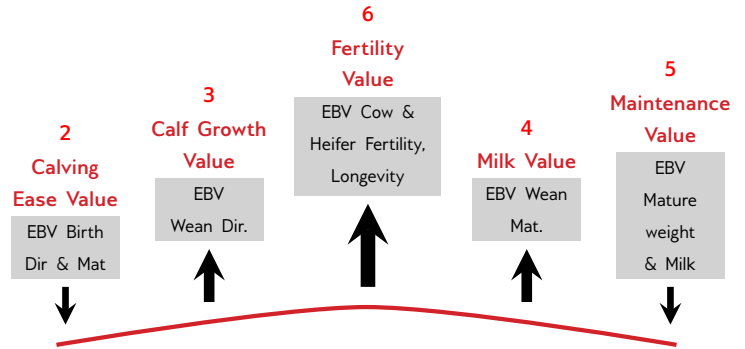 2
Calving
Ease Value
EBV Birth
Dir & Mat
3
Calf Growth
Value
EBV
Wean Dir.
6
Fertility
Value
EBV Cow &
Heifer Fertility,
Longevity
4
Milk Value
EBV Wean
Mat.
5
Maintenance
Value
EBV
Mature
weight
& Milk